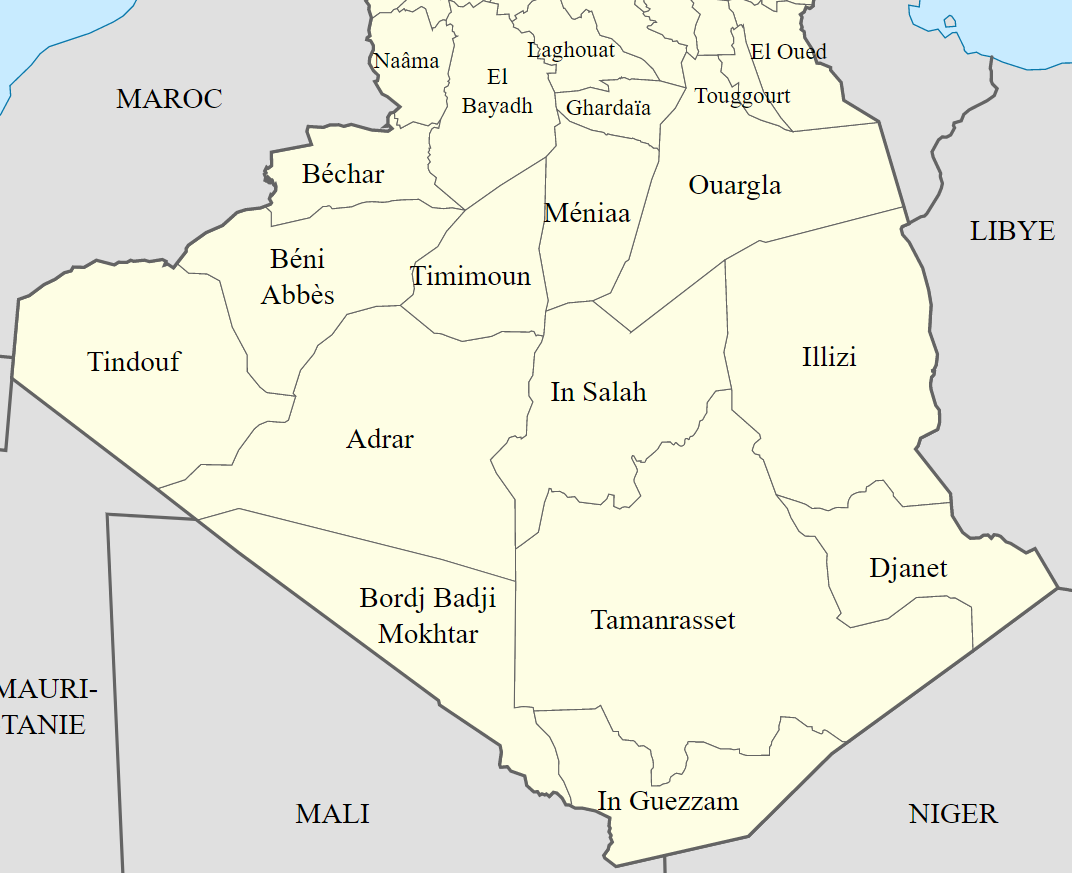 Laghouat
El Oued
Naâma
El
Bayadh
Touggourt
MAROC
Ghardaïa
Béchar
Ouargla
Méniaa
LIBYE
Béni
Abbès
Timimoun
Tindouf
Illizi
In Salah
Adrar
Djanet
Bordj Badji
Mokhtar
Tamanrasset
MAURI-
TANIE
In Guezzam
MALI
NIGER